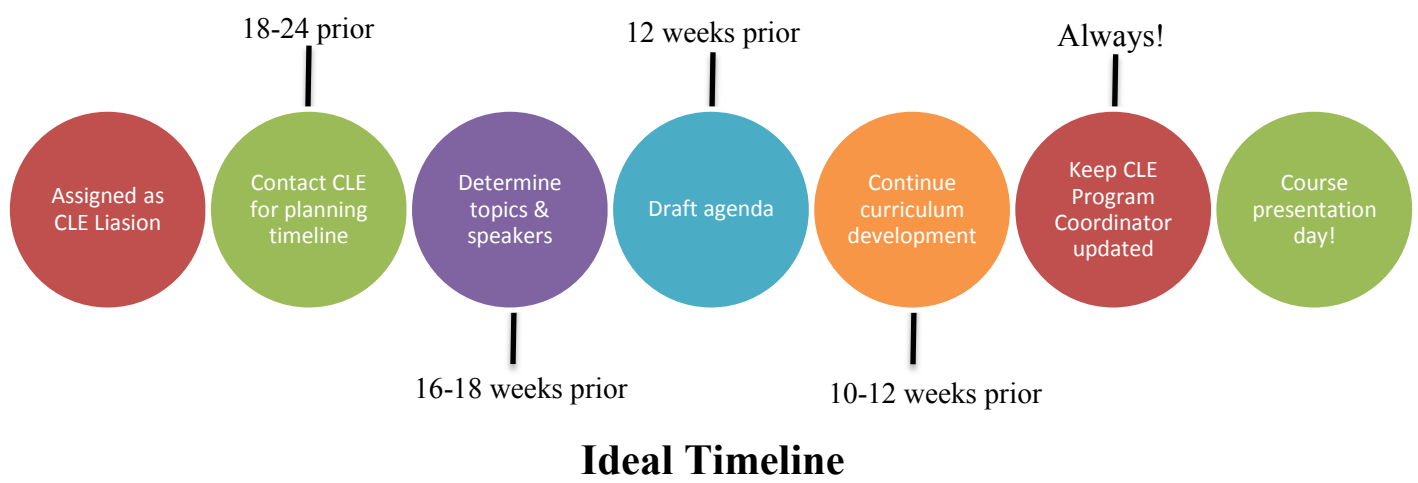 18-24 prior
12 weeks prior
Always!
Assigned as
CLE Liasion
Contact CLE
for planning
timeline
Determine
topics &
speakers
Draft agenda
Continue
curriculum
development
Keep CLE
Program
Coordinator
updated
Course
presentation
day!
16-18 weeks prior
10-12 weeks prior
Ideal Timeline